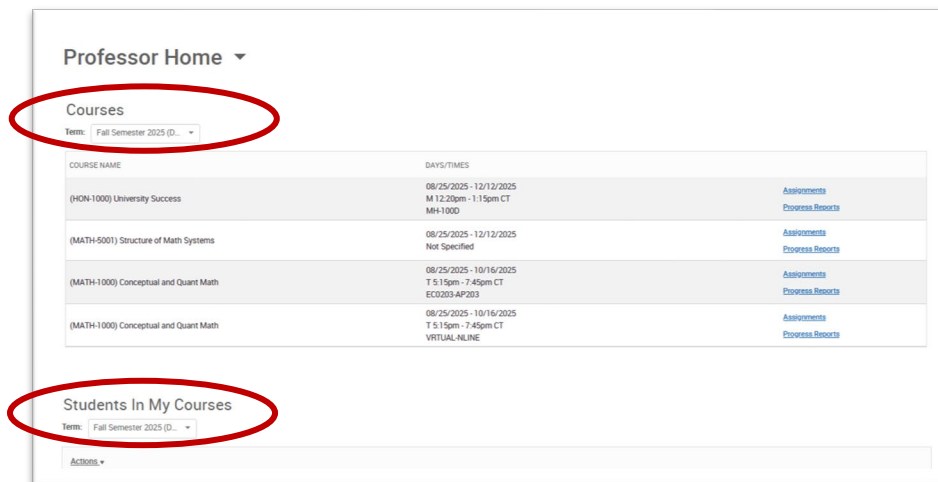 Professor Home
Courses
Term: Fall Semester 2025 (D...
COURSE NAME DAYS/TIMES
(HON-1000) University Success
08/25/2025 - 12/12/2025
M 12:20pm - 1:15pm CT
MH-100D
Assignments
Progress Reports
(MATH-5001) Structure of Math Systems
08/25/2025 - 12/12/2025
Not Specified
Assignments
Progress Reports
(MATH-1000) Conceptual and Quant Math
08/25/2025 - 10/16/2025
T 5:15pm - 7:45pm CT
EC0203-AP203
Assignments
Progress Reports
(MATH-1000) Conceptual and Quant Math
08/25/2025 - 10/16/2025
T 5:15pm - 7:45pm CT
VRTUAL-NLINE
Assignments
Progress Reports
Students In My Courses
Term: Fall Semester 2025 (D...
Actions